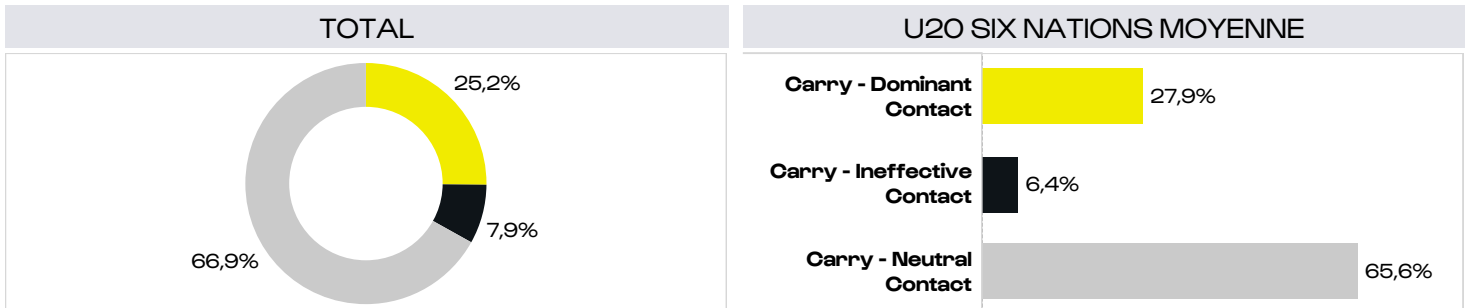 TOTAL
25,2%
7,9%
66,9%
U20 SIX NATIONS MOYENNE
Carry - Dominant
Contact
27,9%
Carry - Ineffective
Contact
6,4%
Carry - Neutral
Contact
65,6%